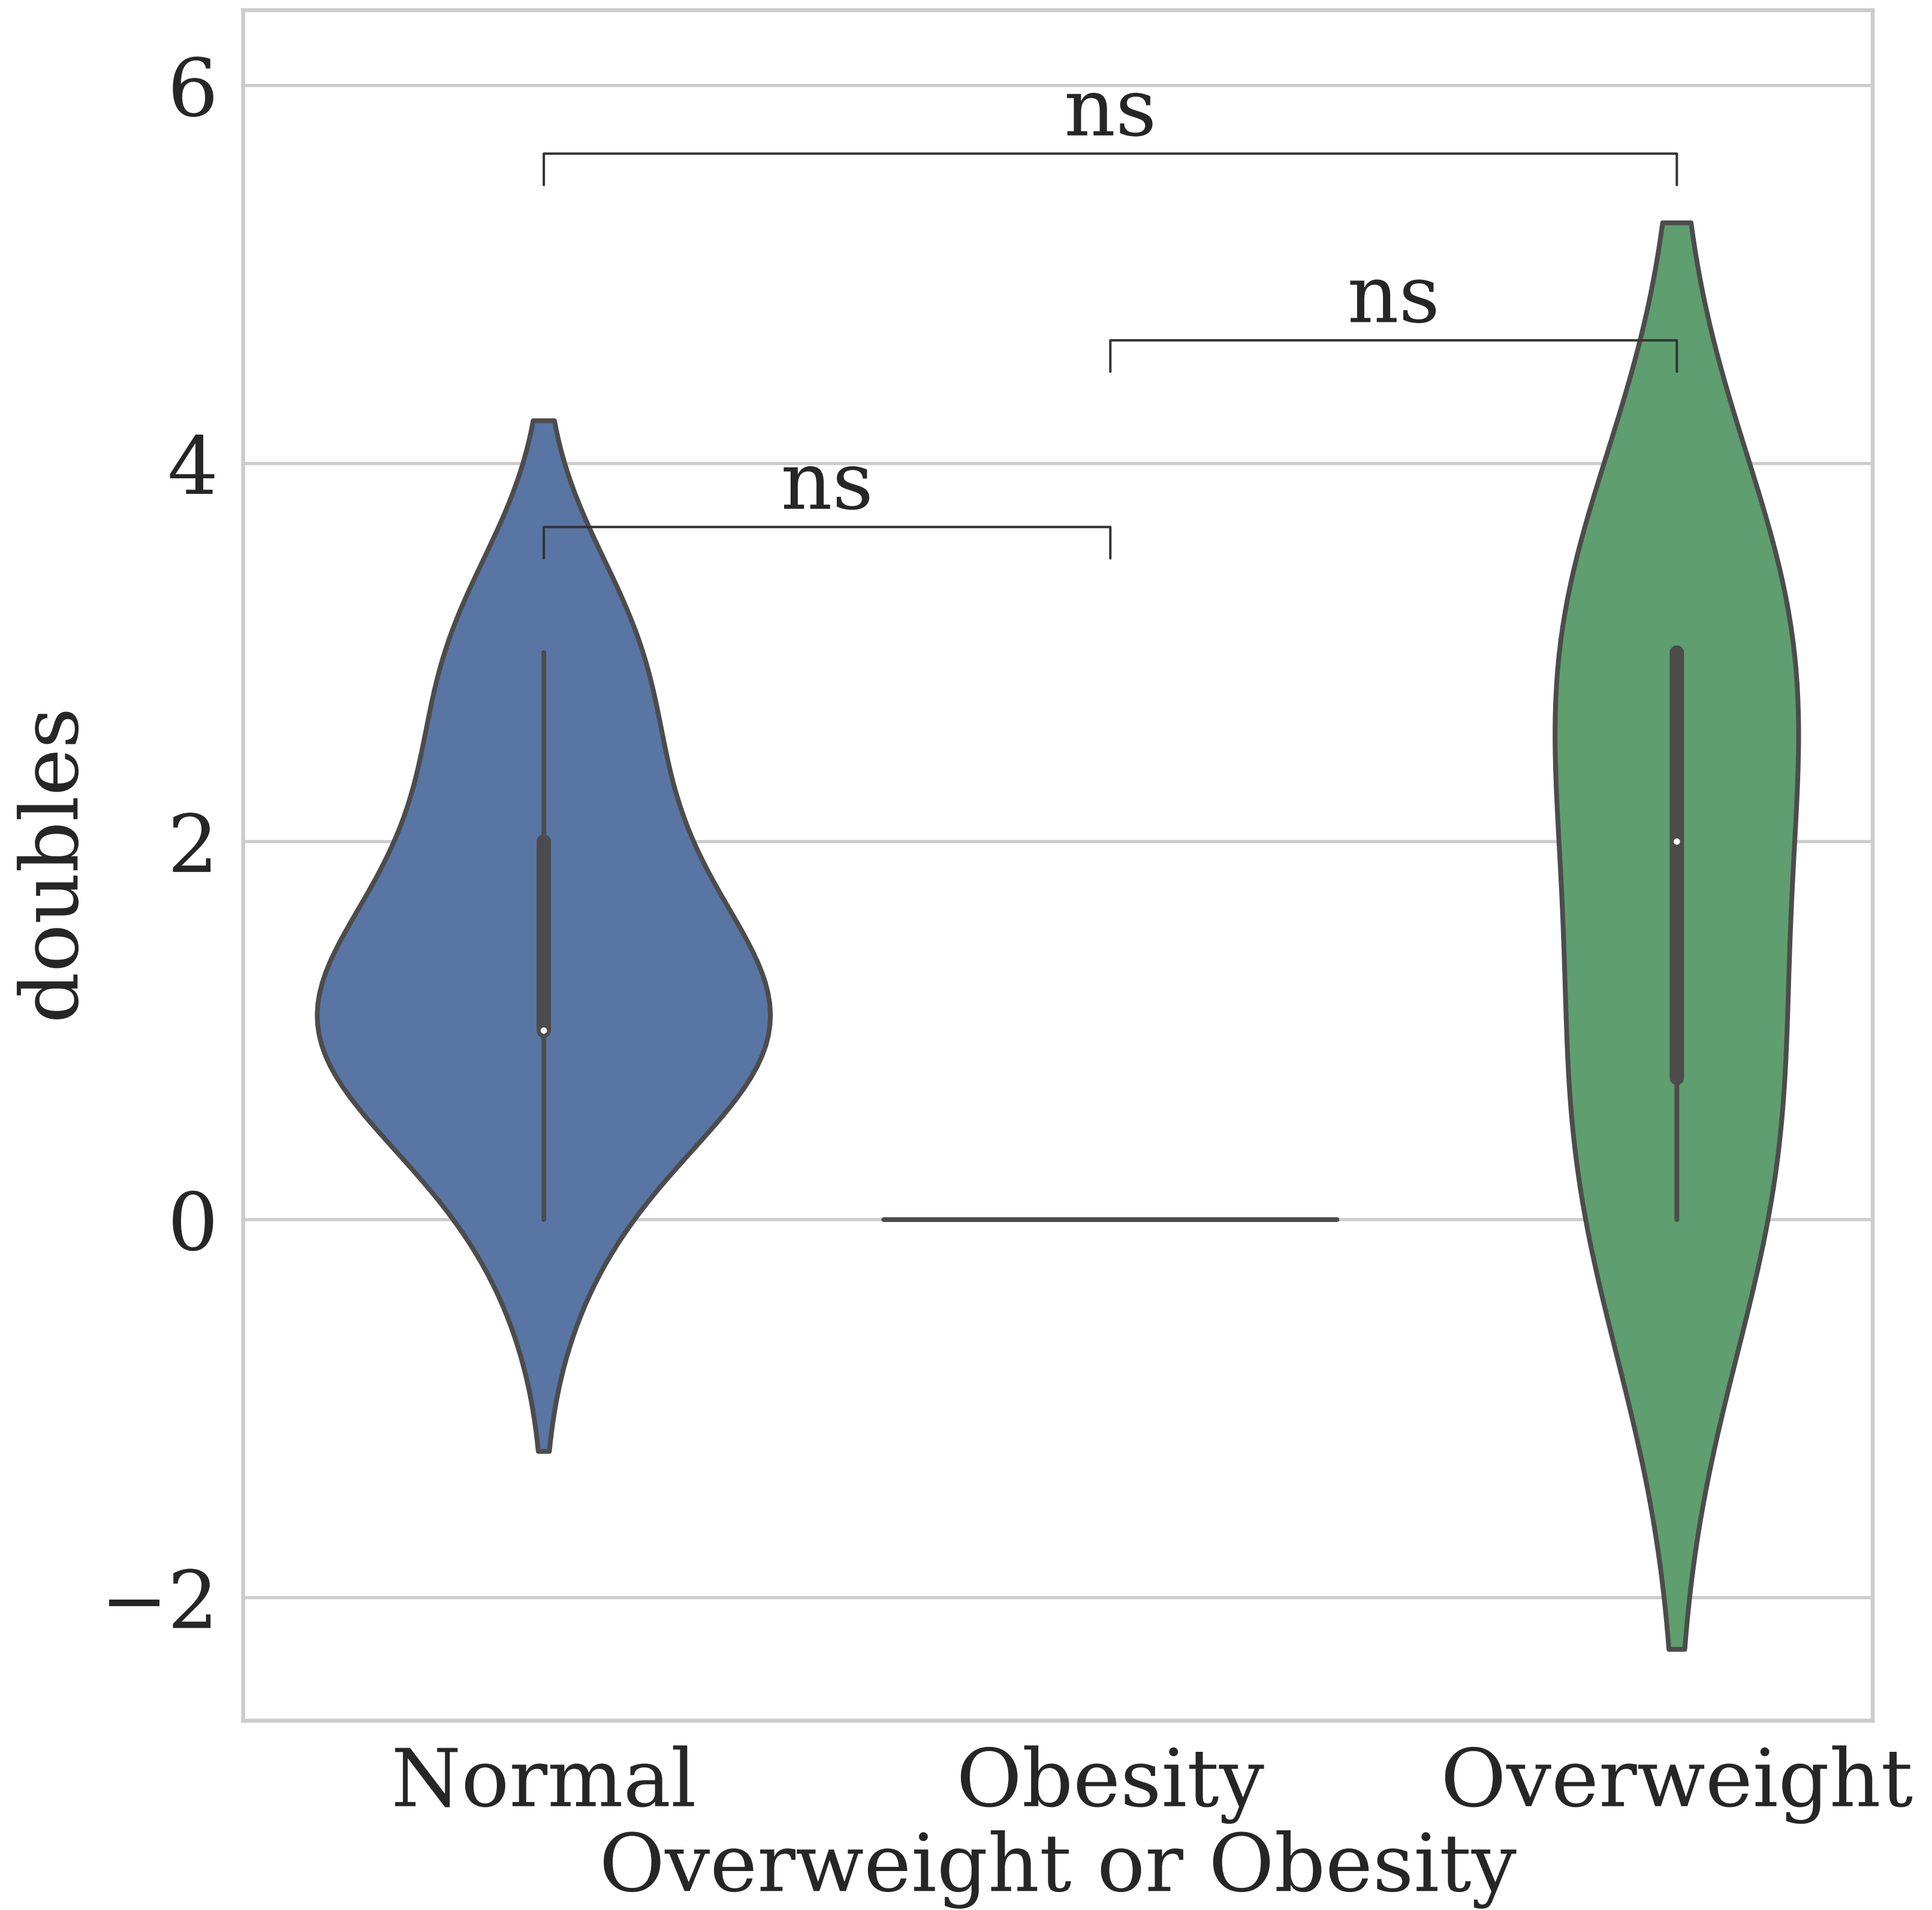 6
ns
ns
4
ns
doubles
2
0
−2
Normal Obesity Overweight
Overweight or Obesity